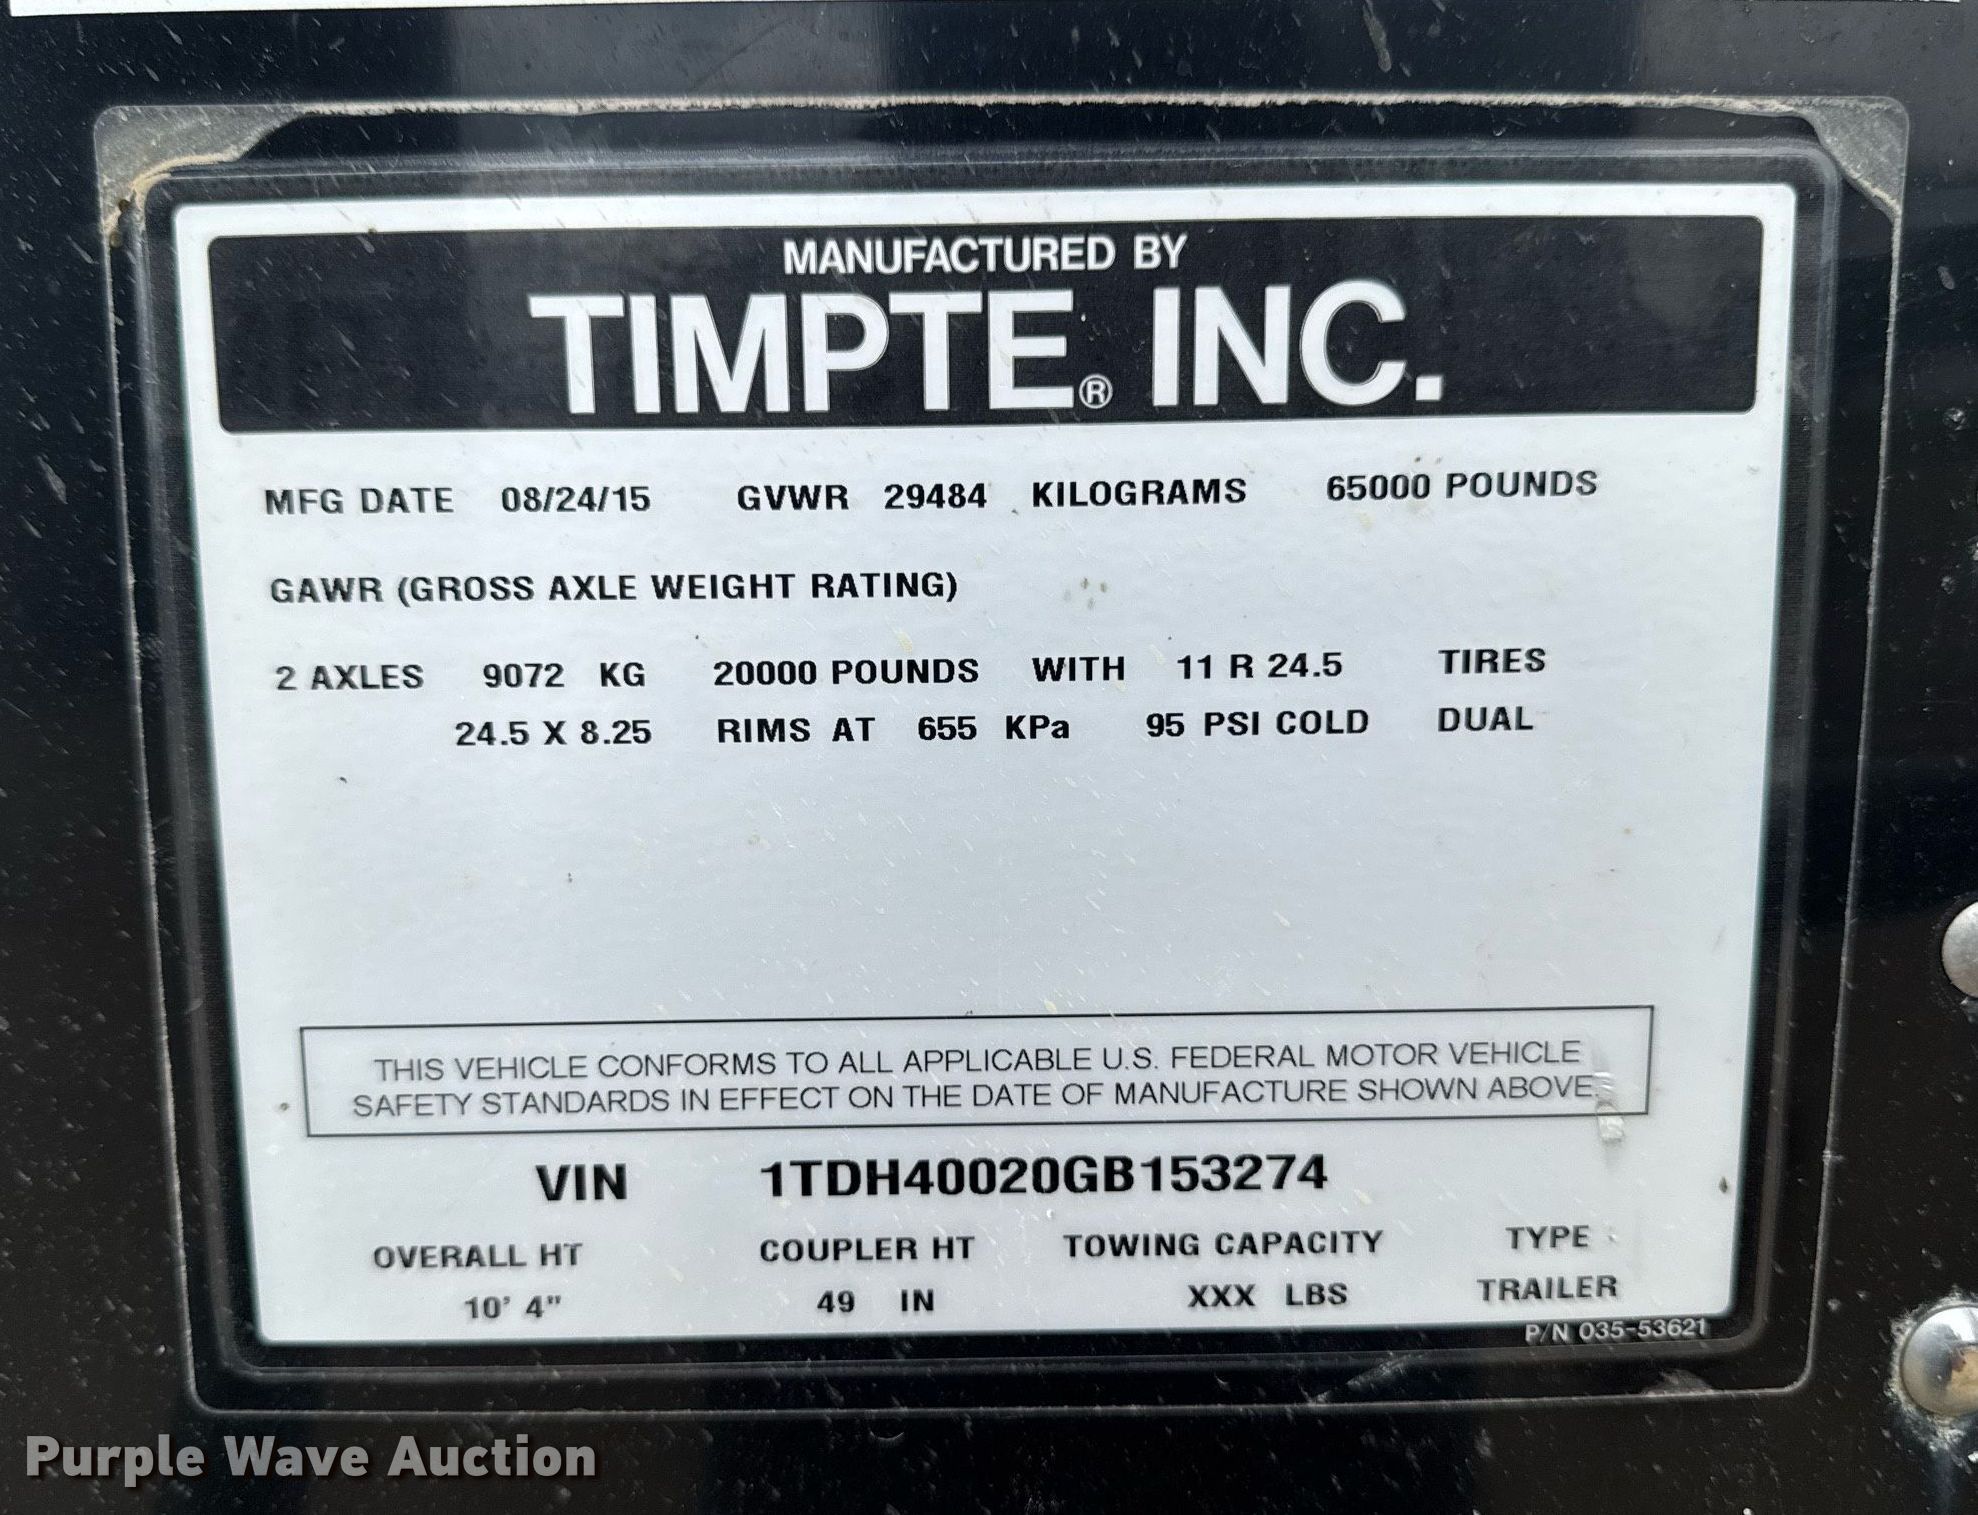 MANUFACTURED BY
TIMPTE® INC.
MFG DATE 08/24/15 GVWR 29484 KILOGRAMS 65000 POUNDS
GAWR (GROSS AXLE WEIGHT RATING)
2 AXLES 9072 KG 20000 POUNDS WITH 11 R 24.5 TIRES
24.5 X 8.25 RIMS AT 655 KPa 95 PSI COLD DUAL
THIS VEHICLE CONFORMS TO ALL APPLICABLE U.S. FEDERAL MOTOR VEHICLE
SAFETY STANDARDS IN EFFECT ON THE DATE OF MANUFACTURE SHOWN ABOVE.
VIN 1TDH40020GB153274
OVERALL HT COUPLER HT TOWING CAPACITY TYPE
10' 4" 49 IN XXX LBS TRAILER
P/N 035-53621
Purple Wave Auction